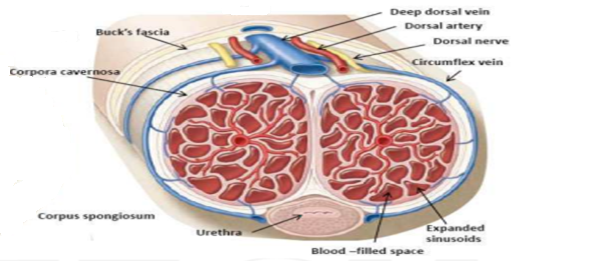 Deep dorsal vein
Dorsal artery
Buck's fascia
Dorsal nerve
Circumflex vein
Corpora cavernosa
Corpus spongiosum
Urethra
Expanded
sinusoids
Blood –filled space